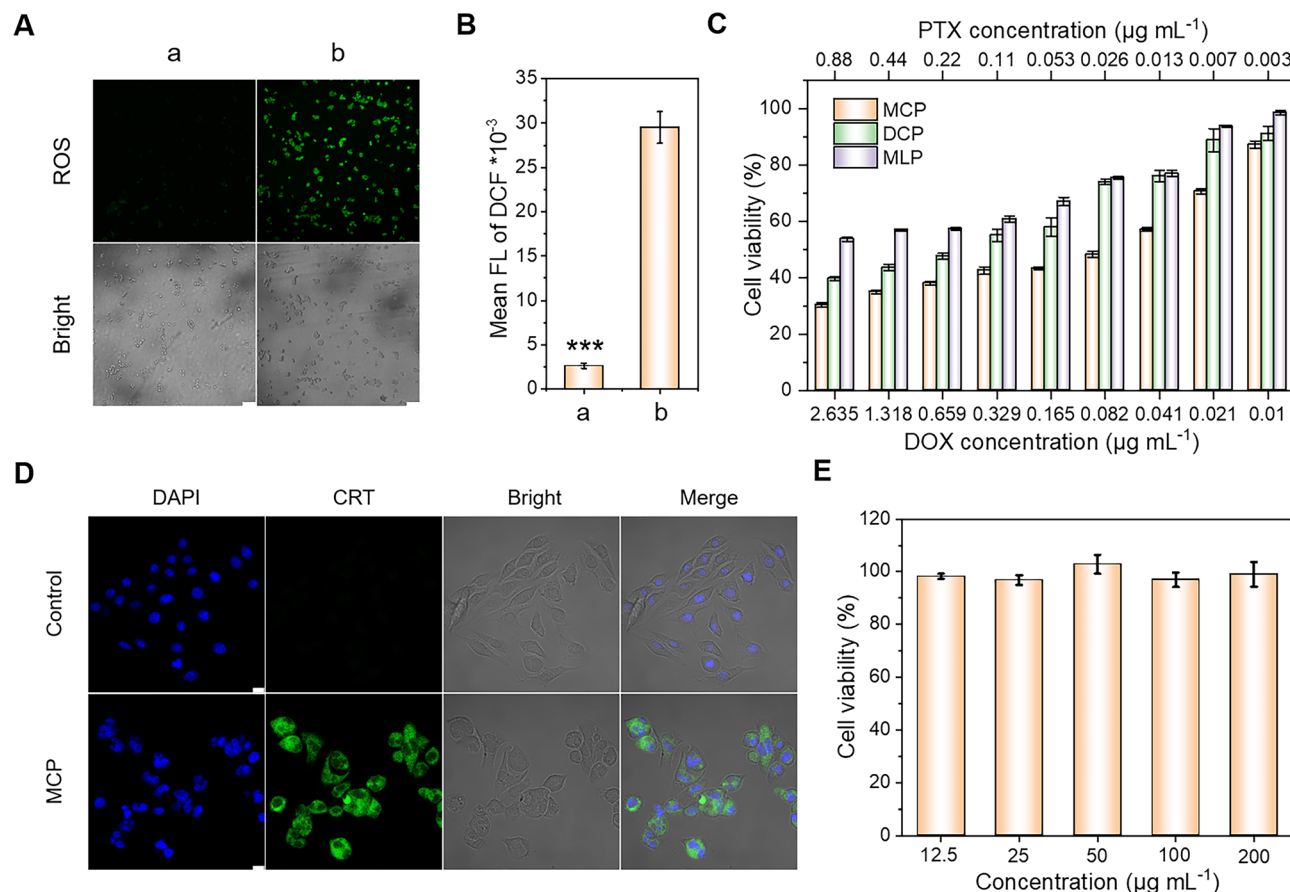 A
a b
ROS
Bright
B
Mean FL of DCF *10-3
35
30
25
20
15
10
5
0
***
a b
C
PTX concentration (µg mL-1)
0.88 0.44 0.22 0.11 0.053 0.026 0.013 0.007 0.003
Cell viability (%)
100
80
60
40
20
0
MCP
DCP
MLP
2.635 1.318 0.659 0.329 0.165 0.082 0.041 0.021 0.01
DOX concentration (µg mL-1)
D
DAPI CRT Bright Merge
Control
MCP
E
Cell viability (%)
120
100
80
60
40
20
0
12.5 25 50 100 200
Concentration (µg mL-1)